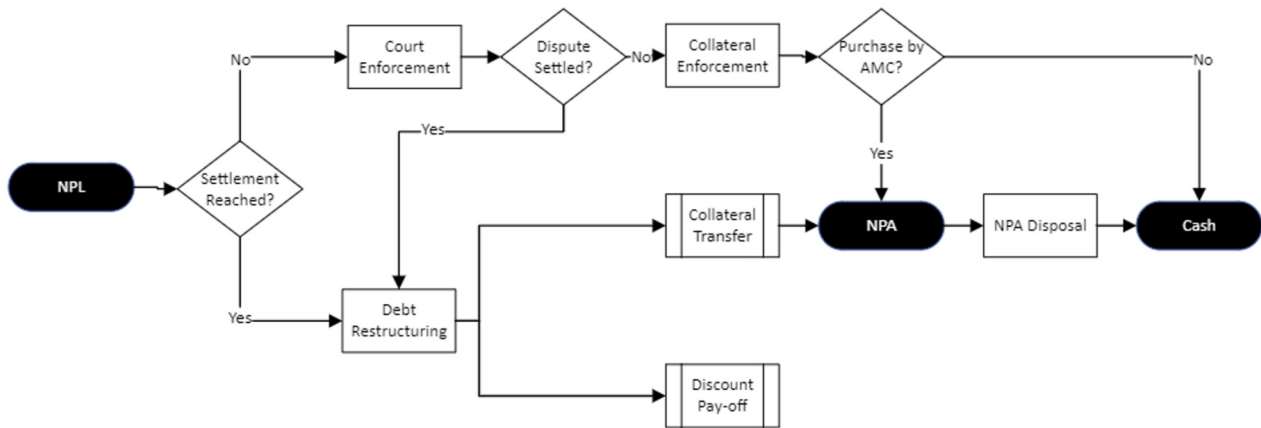 No
Court
Enforcement
Dispute
Settled?
No
Collateral
Enforcement
Purchase by
AMC?
No
Yes
Yes
NPL
Settlement
Reached?
Collateral
Transfer
NPA
NPA Disposal
Cash
Yes
Debt
Restructuring
Discount
Pay-off